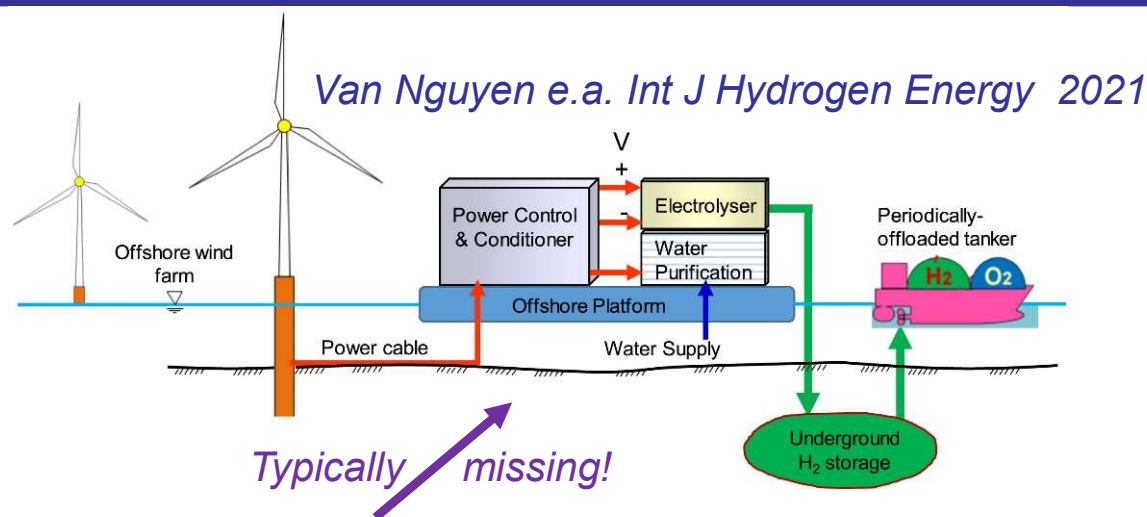 Van Nguyen e.a. Int J Hydrogen Energy 2021
V
+
-
Power Control
& Conditioner
Electrolyser
Water
Purification
Periodically-
offloaded tanker
H2
O2
Offshore wind
farm
Offshore Platform
Power cable
Water Supply
Underground
H₂ storage
Typically missing!